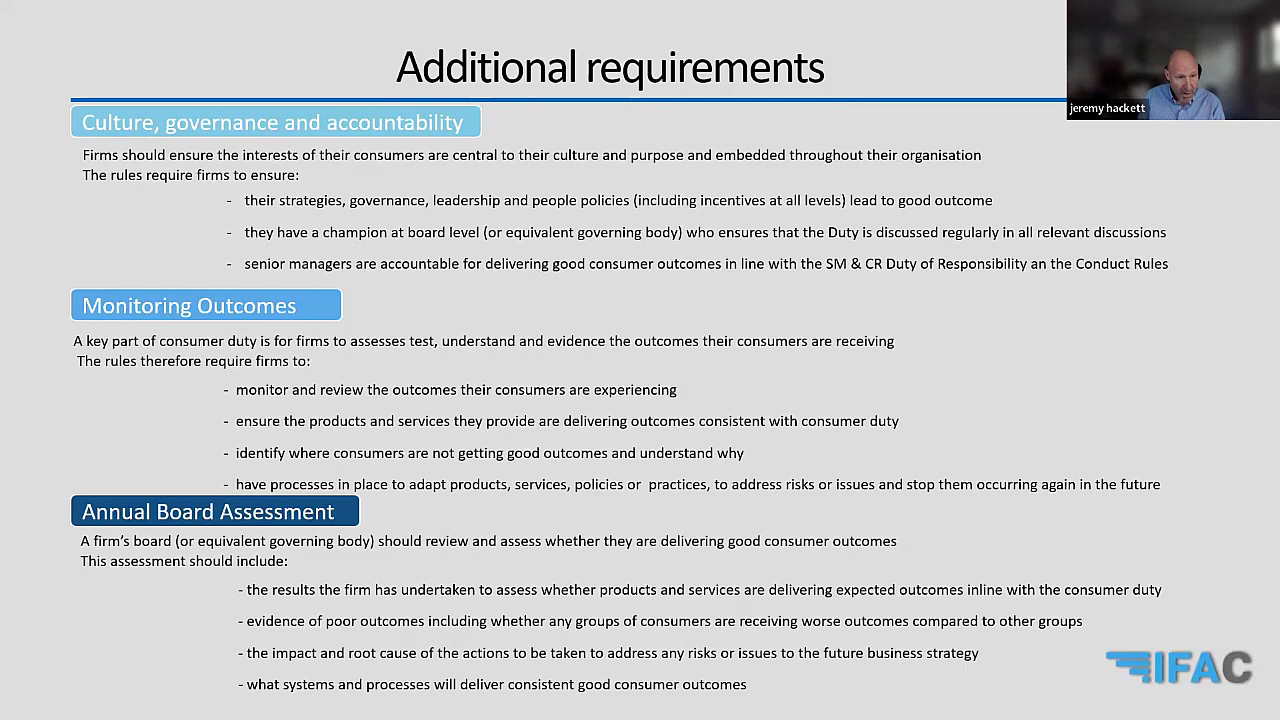 Additional requirements
jeremy hackett
Culture, governance and accountability
Firms should ensure the interests of their consumers are central to their culture and purpose and embedded throughout their organisation
The rules require firms to ensure:
- their strategies, governance, leadership and people policies (including incentives at all levels) lead to good outcome
- they have a champion at board level (or equivalent governing body) who ensures that the Duty is discussed regularly in all relevant discussions
- senior managers are accountable for delivering good consumer outcomes in line with the SM & CR Duty of Responsibility an the Conduct Rules
Monitoring Outcomes
A key part of consumer duty is for firms to assesses test, understand and evidence the outcomes their consumers are receiving
The rules therefore require firms to:
- monitor and review the outcomes their consumers are experiencing
- ensure the products and services they provide are delivering outcomes consistent with consumer duty
- identify where consumers are not getting good outcomes and understand why
- have processes in place to adapt products, services, policies or practices, to address risks or issues and stop them occurring again in the future
Annual Board Assessment
A firm's board (or equivalent governing body) should review and assess whether they are delivering good consumer outcomes
This assessment should include:
- the results the firm has undertaken to assess whether products and services are delivering expected outcomes inline with the consumer duty
- evidence of poor outcomes including whether any groups of consumers are receiving worse outcomes compared to other groups
- the impact and root cause of the actions to be taken to address any risks or issues to the future business strategy
- what systems and processes will deliver consistent good consumer outcomes
IFAC